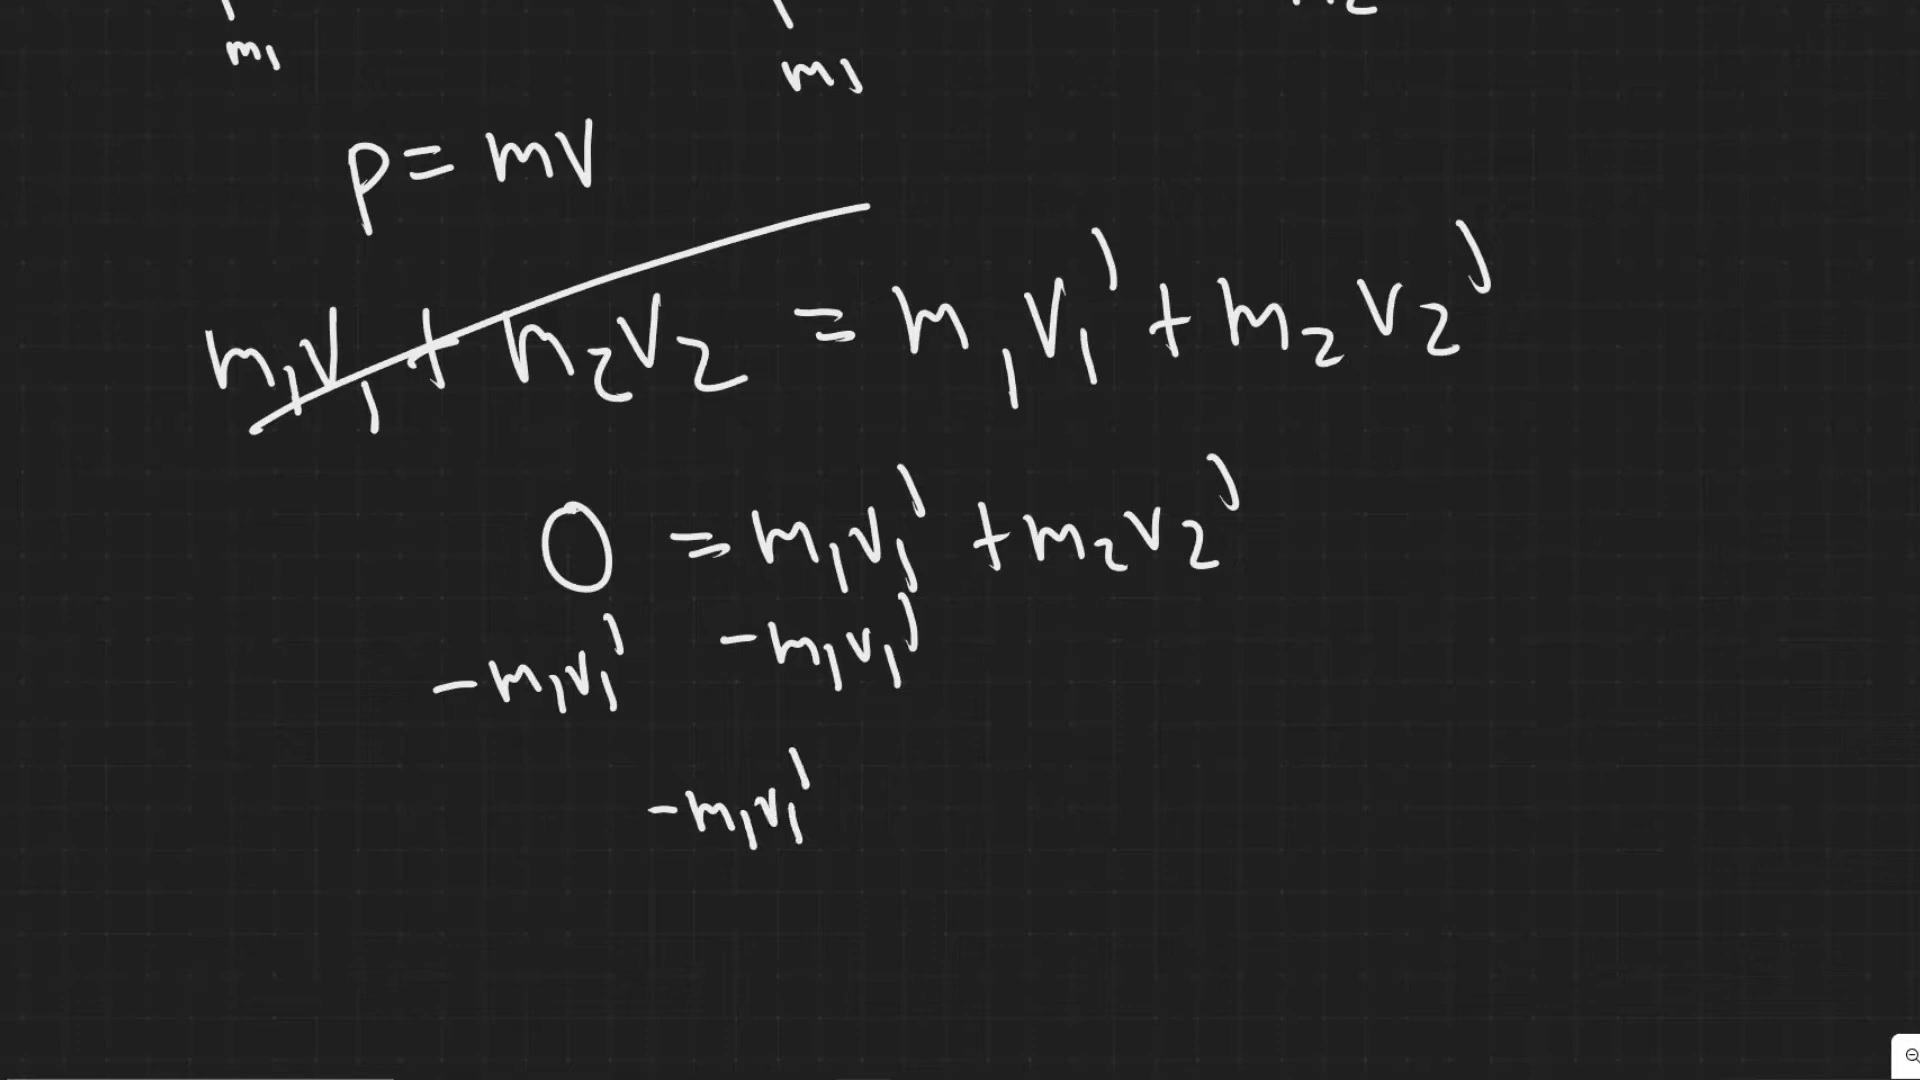 m₁ m₁
p = mv
m₁v₁ + m₂v₂ = m₁v₁' + m₂v₂'
0 = m₁v₁' + m₂v₂'
-m₁v₁' -m₁v₁'
-m₁v₁'